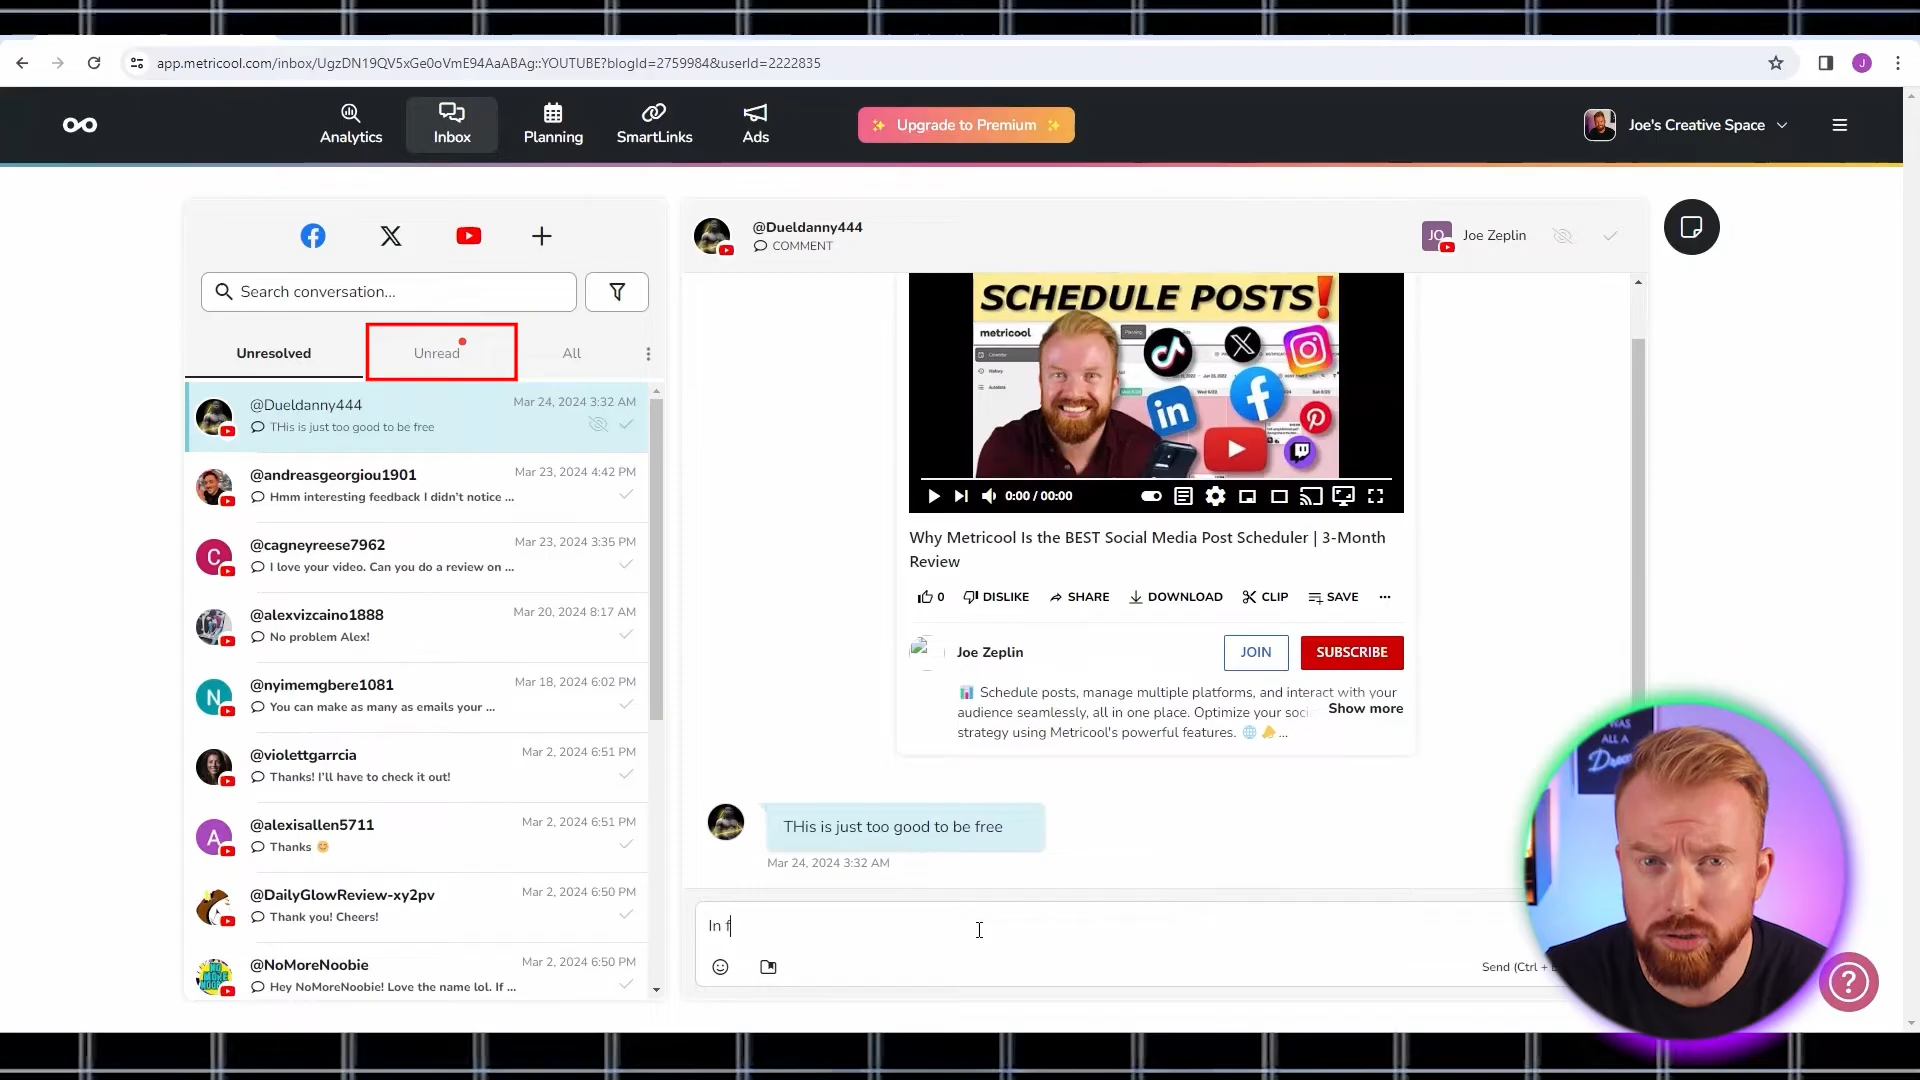 app.metricool.com/inbox/UgzDN19QV5xGe0oVmE94AaABAg::YOUTUBE?blogId=2759984&userId=2222835
J
Analytics
Inbox
Planning
SmartLinks
Ads
Upgrade to Premium
Joe's Creative Space
Search conversation...
Unresolved
Unread
All
@Dueldanny444
Mar 24, 2024 3:32 AM
THis is just too good to be free
@andreasgeorgiou1901
Mar 23, 2024 4:42 PM
Hmm interesting feedback I didn't notice ...
C
@cagneyreese7962
Mar 23, 2024 3:35 PM
I love your video. Can you do a review on ...
@alexvizcaino1888
Mar 20, 2024 8:17 AM
No problem Alex!
N
@nyimemgbere1081
Mar 18, 2024 6:02 PM
You can make as many as emails your ...
@violettgarrcia
Mar 2, 2024 6:51 PM
Thanks! I'll have to check it out!
A
@alexisallen5711
Mar 2, 2024 6:51 PM
Thanks
@DailyGlowReview-xy2pv
Mar 2, 2024 6:50 PM
Thank you! Cheers!
@NoMoreNoobie
Mar 2, 2024 6:50 PM
Hey NoMoreNoobie! Love the name lol. If ...
@Dueldanny444
COMMENT
JO
Joe Zeplin
SCHEDULE POSTS!
metricool
Planning
0:00 / 00:00
Why Metricool Is the BEST Social Media Post Scheduler | 3-Month
Review
0
DISLIKE
SHARE
DOWNLOAD
CLIP
SAVE
Joe Zeplin
JOIN
SUBSCRIBE
Schedule posts, manage multiple platforms, and interact with your
audience seamlessly, all in one place. Optimize your soci
Show more
strategy using Metricool's powerful features. ...
THis is just too good to be free
Mar 24, 2024 3:32 AM
In f
Send (Ctrl +
WAS
ALL A
?